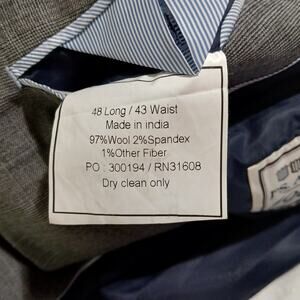 48 Long / 43 Waist
Made in india
97%Wool 2%Spandex
1%Other Fiber
PO : 300194 / RN31608
Dry clean only